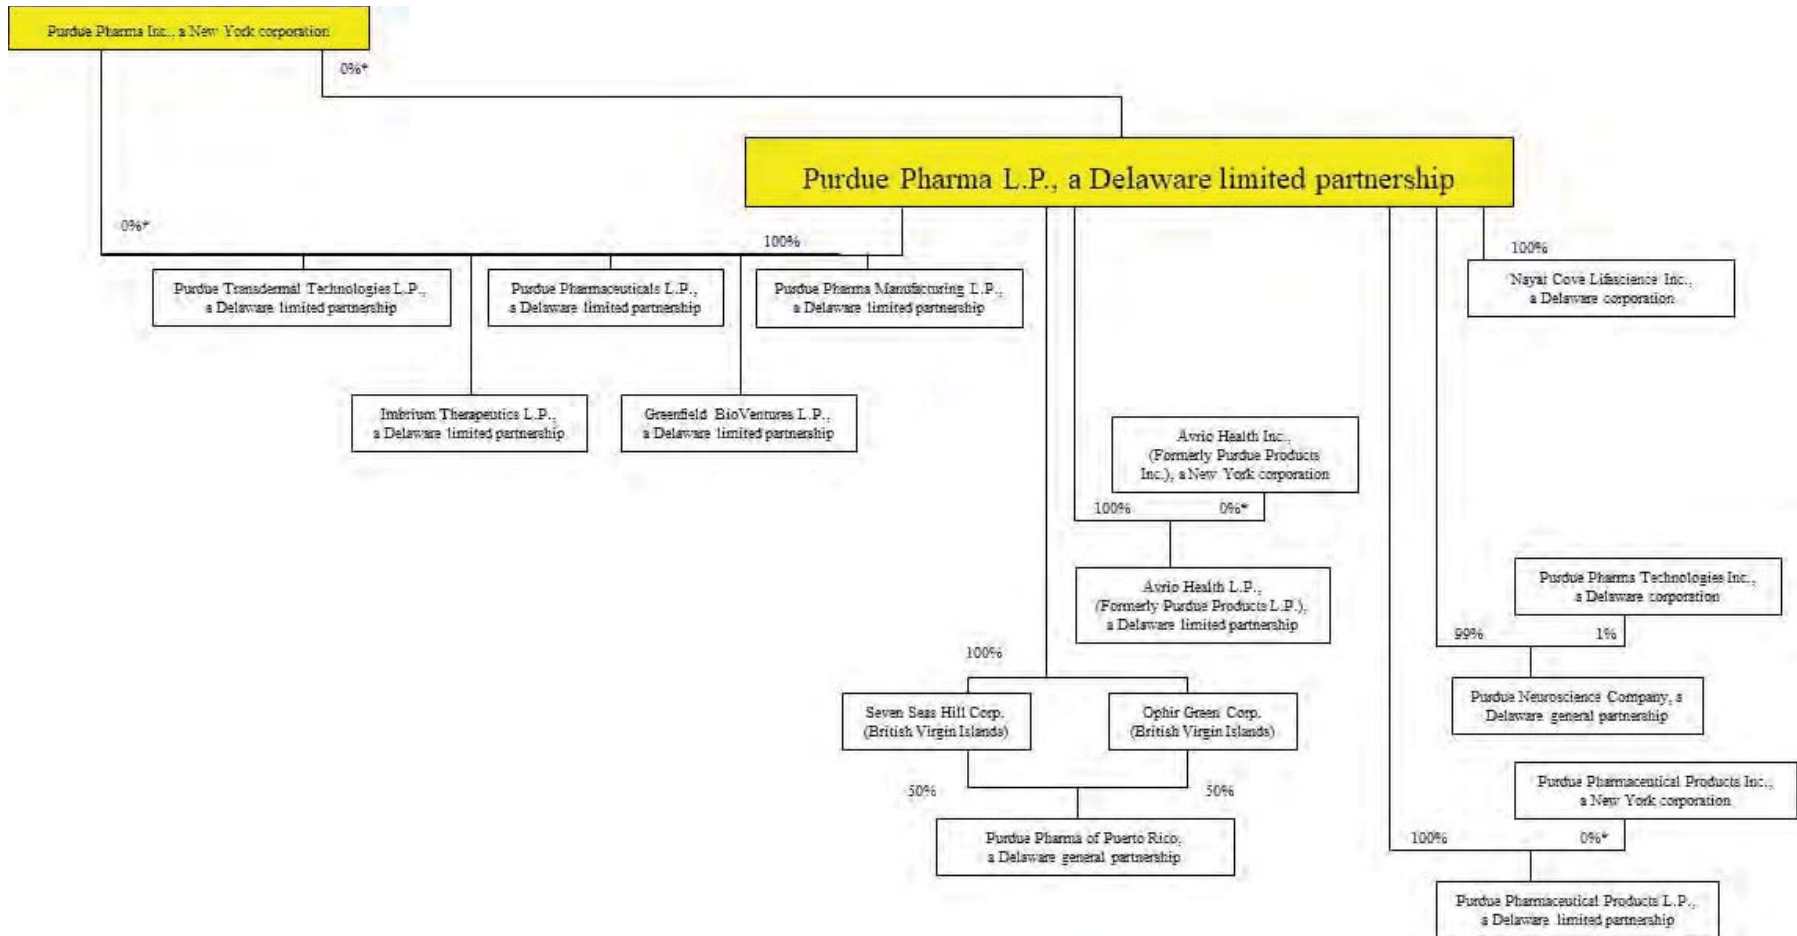 Purdue Pharma Inc., a New York corporation
0%*
Purdue Pharma L.P., a Delaware limited partnership
0%*
100%
100%
Purdue Transdermal Technologies L.P.,
a Delaware limited partnership
Purdue Pharmaceuticals L.P.,
a Delaware limited partnership
Purdue Pharma Manufacturing L.P.,
a Delaware limited partnership
Nayat Cove Lifescience Inc.,
a Delaware corporation
Imbrium Therapeutics L.P.,
a Delaware limited partnership
Greenfield BioVentures L.P.,
a Delaware limited partnership
Avrio Health Inc.,
(Formerly Purdue Products
Inc.), a New York corporation
100%
0%*
Avrio Health L.P.,
(Formerly Purdue Products L.P.),
a Delaware limited partnership
Purdue Pharma Technologies Inc.,
a Delaware corporation
99%
1%
100%
Seven Seas Hill Corp.
(British Virgin Islands)
Ophir Green Corp.
(British Virgin Islands)
Purdue Neuroscience Company, a
Delaware general partnership
50%
50%
Purdue Pharmaceutical Products Inc.,
a New York corporation
Purdue Pharma of Puerto Rico,
a Delaware general partnership
100%
0%*
Purdue Pharmaceutical Products L.P.,
a Delaware limited partnership